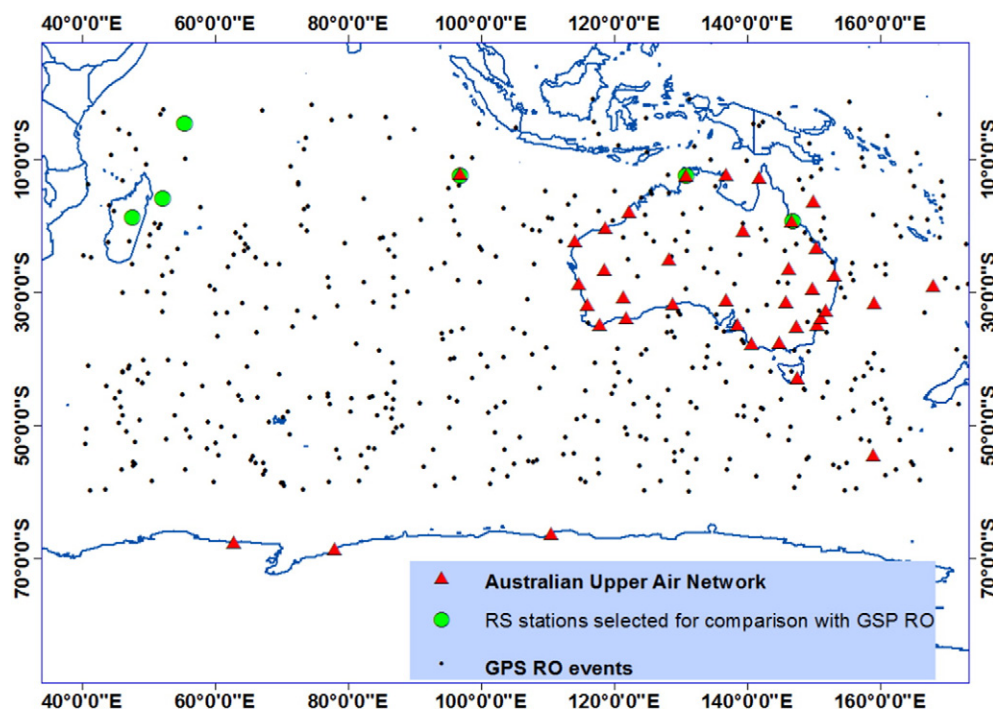 40°0'0"E 60°0'0"E 80°0'0"E 100°0'0"E 120°0'0"E 140°0'0"E 160°0'0"E
10°0'0"S 10°0'0"S
30°0'0"S 30°0'0"S
50°0'0"S 50°0'0"S
70°0'0"S 70°0'0"S
Australian Upper Air Network
RS stations selected for comparison with GSP RO
GPS RO events
40°0'0"E 60°0'0"E 80°0'0"E 100°0'0"E 120°0'0"E 140°0'0"E 160°0'0"E